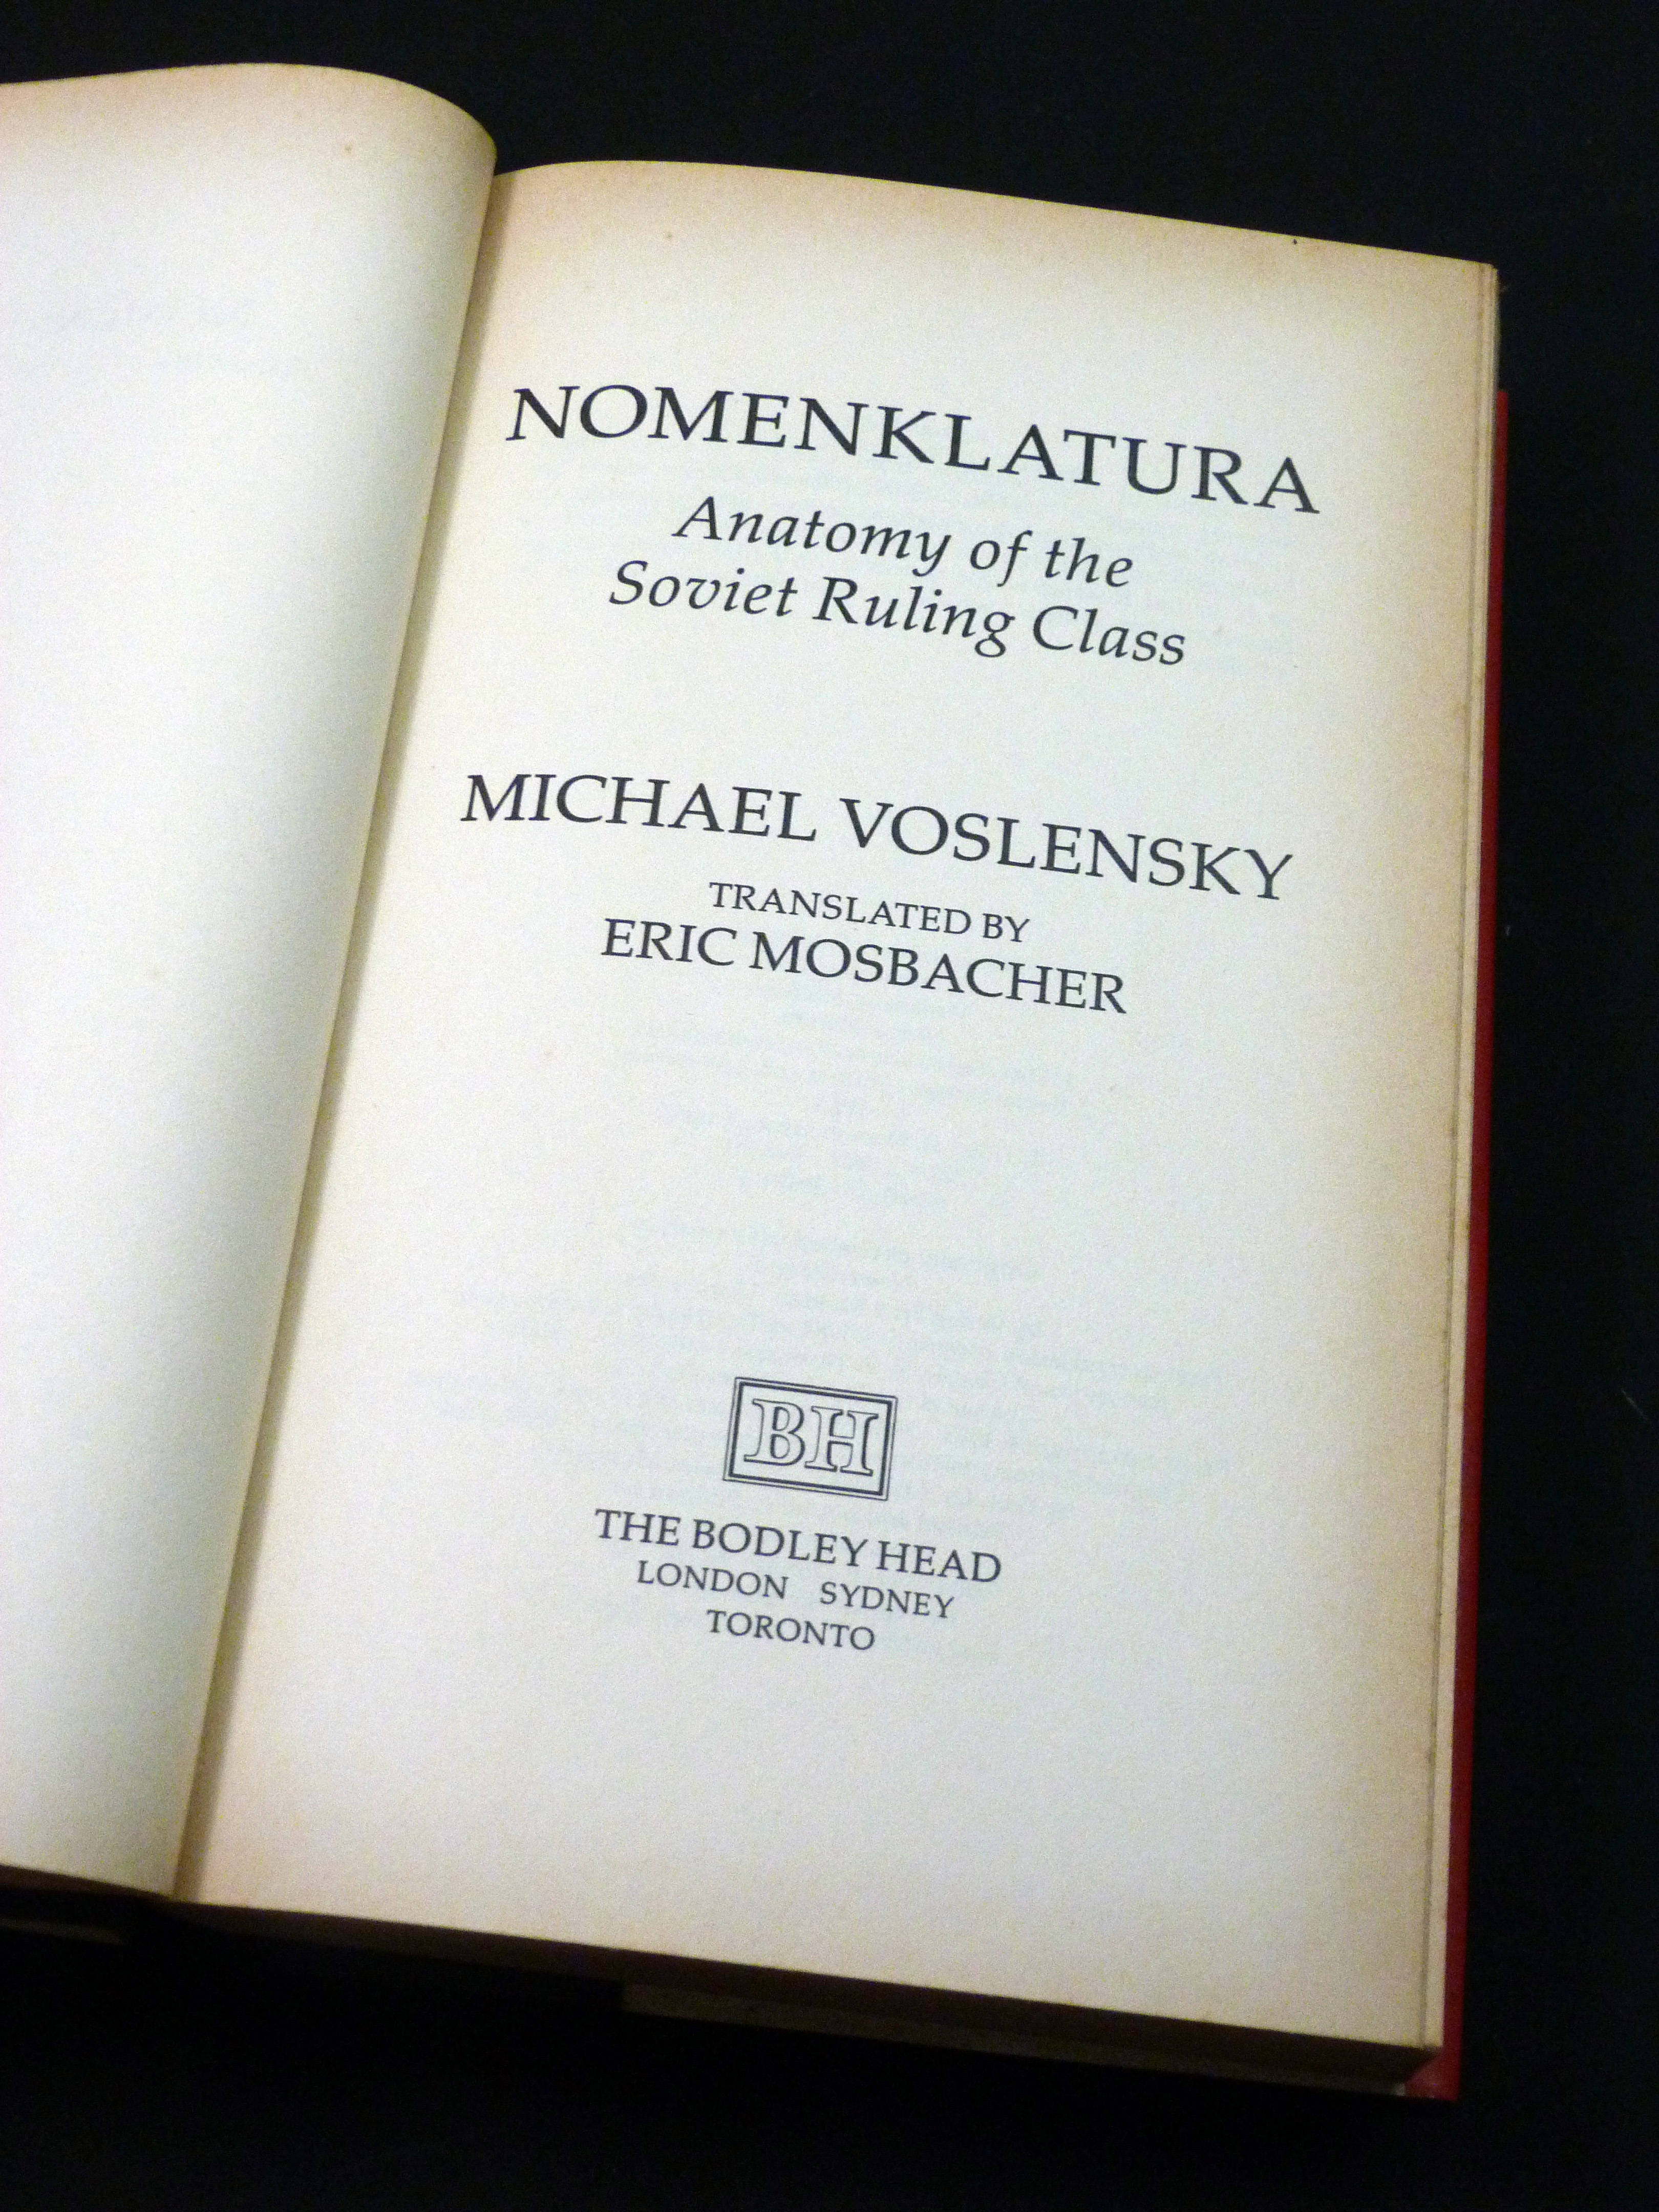 NOMENKLATURA
Anatomy of the
Soviet Ruling Class
MICHAEL VOSLENSKY
TRANSLATED BY
ERIC MOSBACHER
BH
THE BODLEY HEAD
LONDON SYDNEY
TORONTO